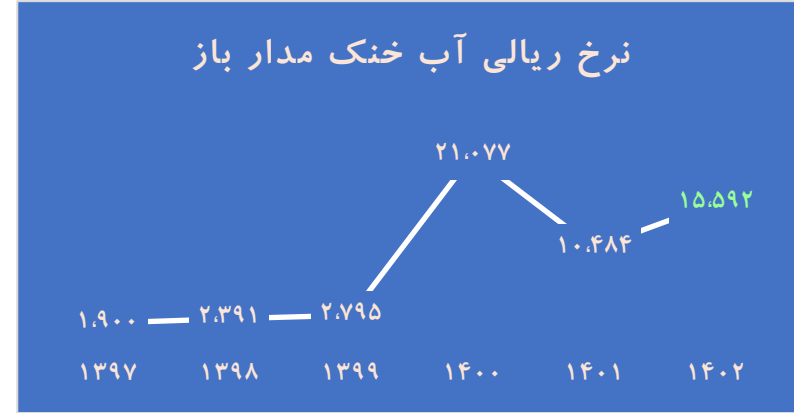 نرخ ریالی آب خنک مدار باز
۲۱،۰۷۷
۱۵،۵۹۲
۱۰،۴۸۴
۱،۹۰۰ ۲،۳۹۱ ۲،۷۹۵
۱۳۹۷ ۱۳۹۸ ۱۳۹۹ ۱۴۰۰ ۱۴۰۱ ۱۴۰۲